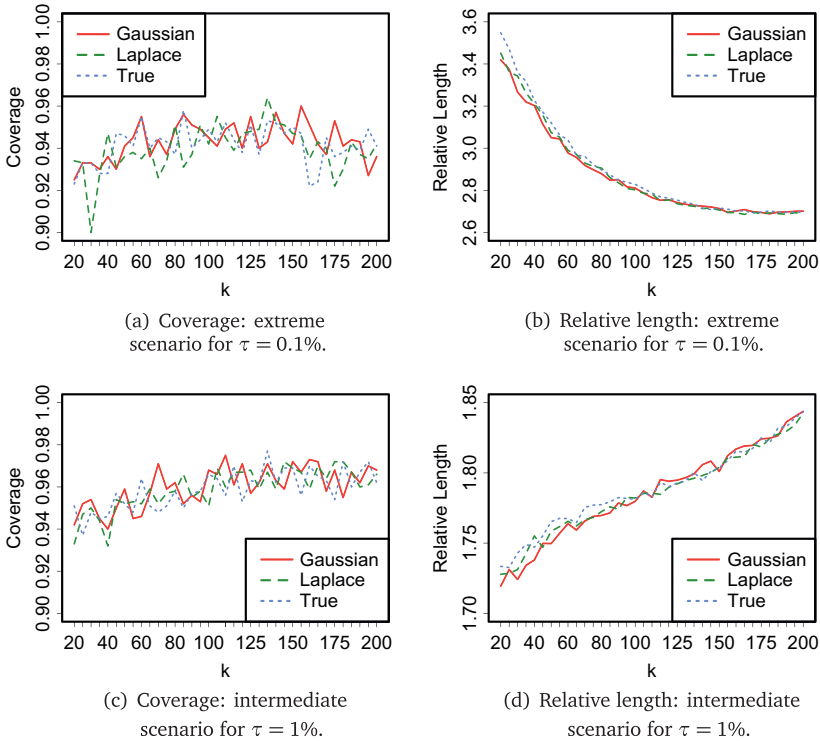 Coverage
0.90 0.92 0.94 0.96 0.98 1.00
Gaussian
Laplace
True
20 40 60 80 100 125 150 175 200
k
(a) Coverage: extreme
scenario for τ = 0.1%.
Relative Length
2.6 2.8 3.0 3.2 3.4 3.6
Gaussian
Laplace
True
20 40 60 80 100 125 150 175 200
k
(b) Relative length: extreme
scenario for τ = 0.1%.
Coverage
0.90 0.92 0.94 0.96 0.98 1.00
Gaussian
Laplace
True
20 40 60 80 100 125 150 175 200
k
(c) Coverage: intermediate
scenario for τ = 1%.
Relative Length
1.70 1.75 1.80 1.85
Gaussian
Laplace
True
20 40 60 80 100 125 150 175 200
k
(d) Relative length: intermediate
scenario for τ = 1%.